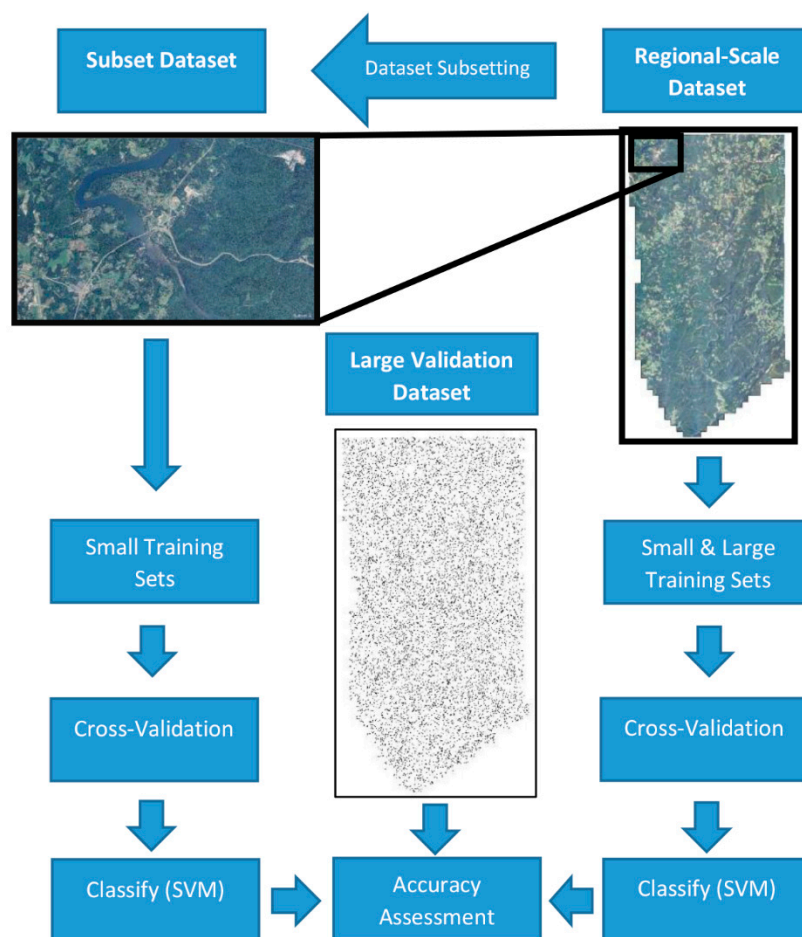 Subset Dataset
Dataset Subsetting
Regional-Scale
Dataset
Large Validation
Dataset
Small Training
Sets
Small & Large
Training Sets
Cross-Validation
Cross-Validation
Classify (SVM)
Accuracy
Assessment
Classify (SVM)